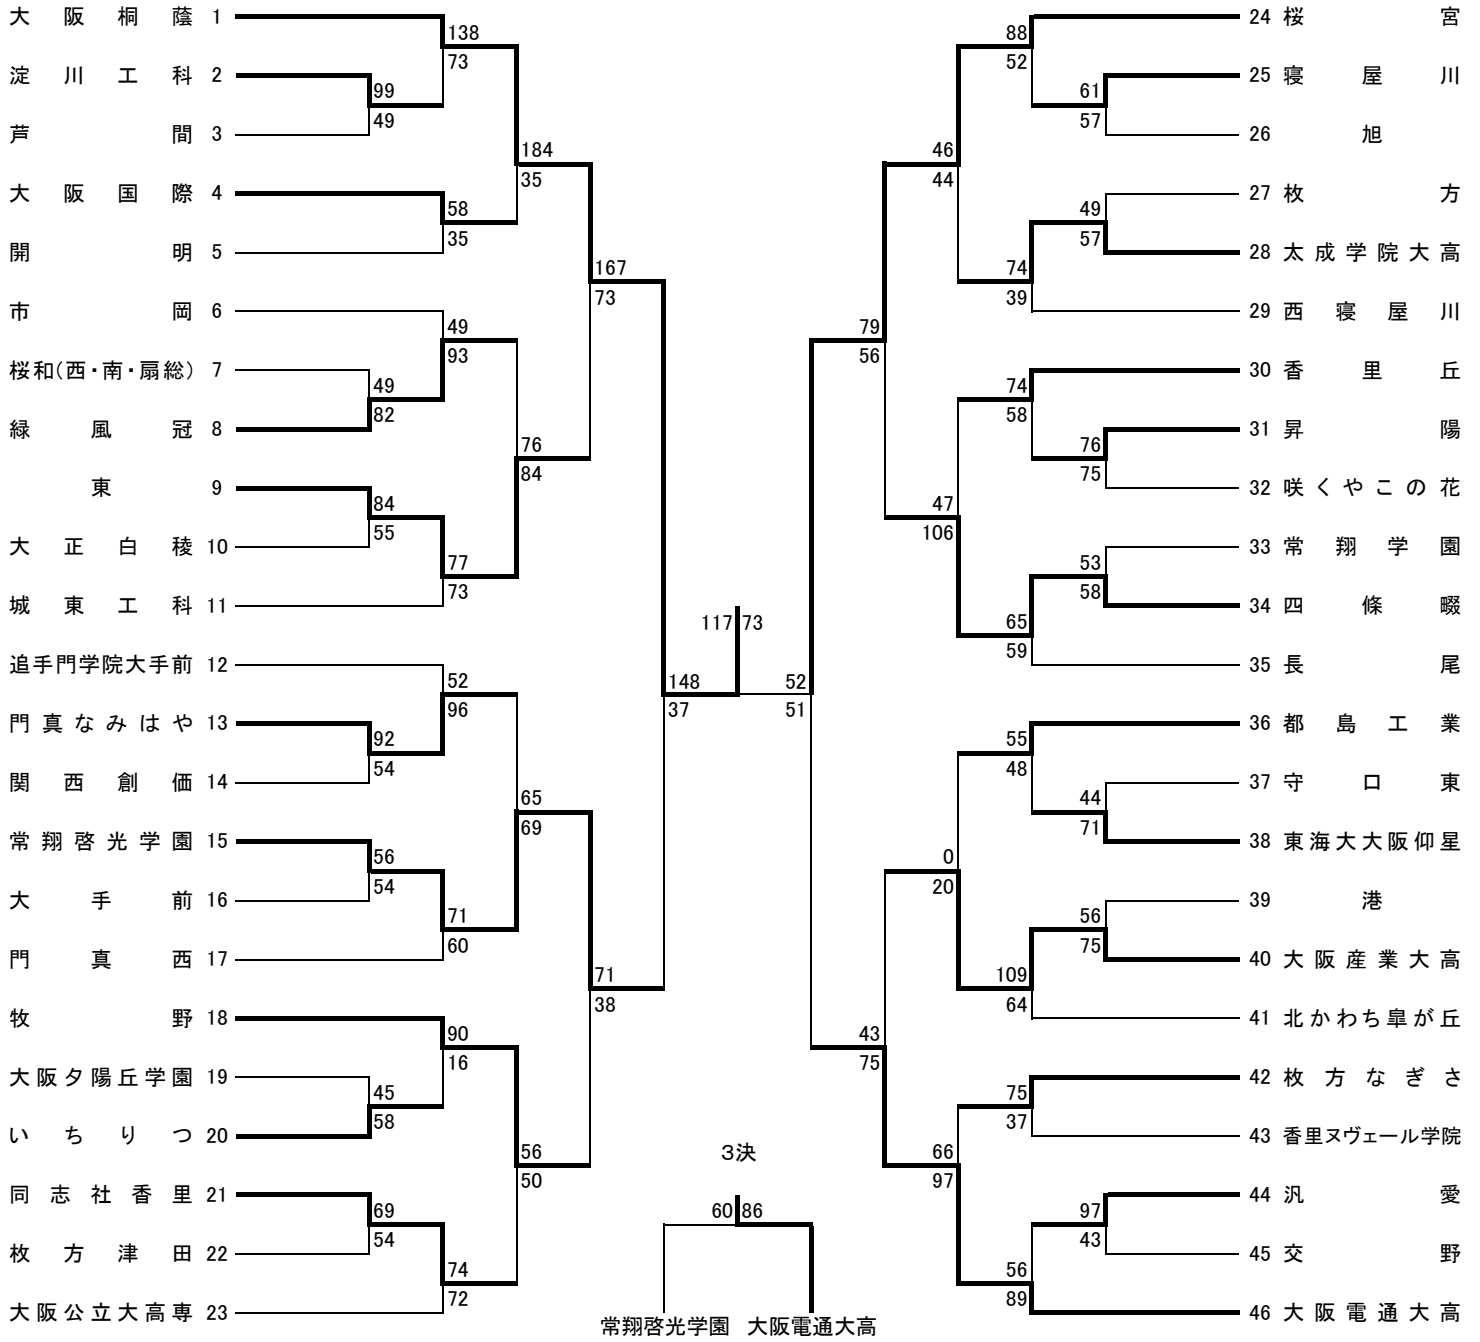 大阪桐蔭 1
淀川工科 2
芦間 3
大阪国際 4
開明 5
市岡 6
桜和(西・南・扇総) 7
緑風冠 8
東 9
大正白稜 10
城東工科 11
追手門学院大手前 12
門真なみはや 13
関西創価 14
常翔啓光学園 15
大手前 16
門真西 17
牧野 18
大阪夕陽丘学園 19
いちりつ 20
同志社香里 21
枚方津田 22
大阪公立大高専 23
99
49
49
82
84
55
92
54
56
54
45
58
69
54
138
73
58
35
49
93
77
73
52
96
71
60
90
16
74
72
184
35
76
84
65
69
56
50
167
73
71
38
148
37
117 73
52
51
79
56
43
75
46
44
47
106
0
20
66
97
88
52
74
39
74
58
65
59
55
48
109
64
75
37
56
89
61
57
49
57
76
75
53
58
44
71
56
75
97
43
24 桜宮
25 寝屋川
26 旭
27 枚方
28 太成学院大高
29 西寝屋川
30 香里丘
31 昇陽
32 咲くやこの花
33 常翔学園
34 四條畷
35 長尾
36 都島工業
37 守口東
38 東海大大阪仰星
39 港
40 大阪産業大高
41 北かわち皐が丘
42 枚方なぎさ
43 香里ヌヴェール学院
44 汎愛
45 交野
46 大阪電通大高
3決
60 86
常翔啓光学園 大阪電通大高